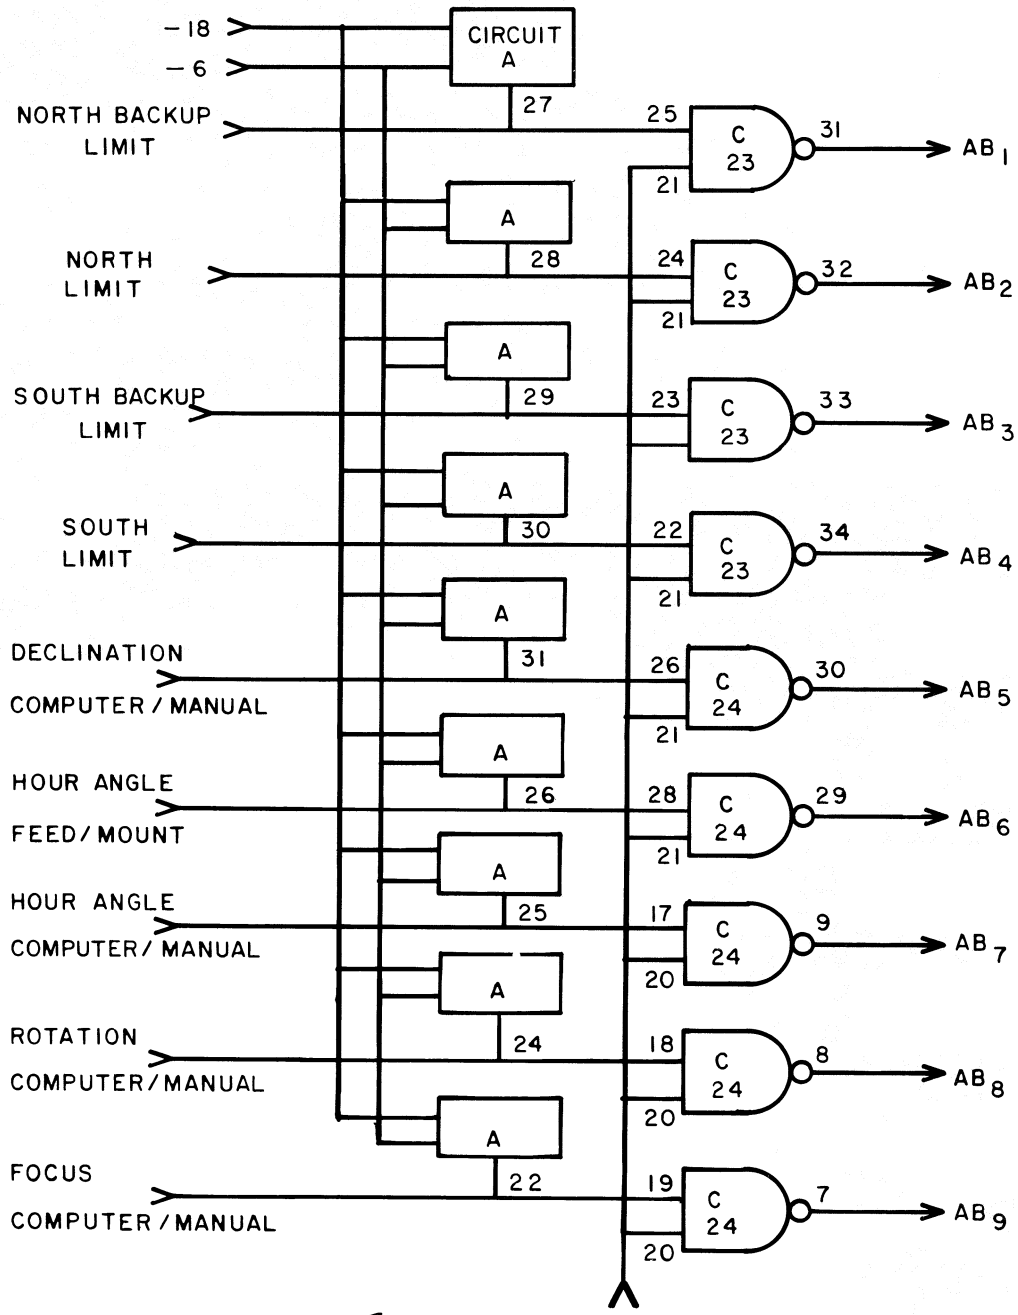 -18
CIRCUIT
A
-6
27
NORTH BACKUP
LIMIT
25
C
23
21
31
AB1
A
28
NORTH
LIMIT
24
C
23
21
32
AB2
A
29
SOUTH BACKUP
LIMIT
23
C
23
33
AB3
A
30
SOUTH
LIMIT
22
C
23
21
34
AB4
A
31
DECLINATION
COMPUTER/MANUAL
26
C
24
21
30
AB5
A
26
HOUR ANGLE
FEED/MOUNT
28
C
24
21
29
AB6
A
25
HOUR ANGLE
COMPUTER/MANUAL
17
C
24
20
9
AB7
A
24
ROTATION
COMPUTER/MANUAL
18
C
24
20
8
AB8
A
22
FOCUS
COMPUTER/MANUAL
19
C
24
20
7
AB9